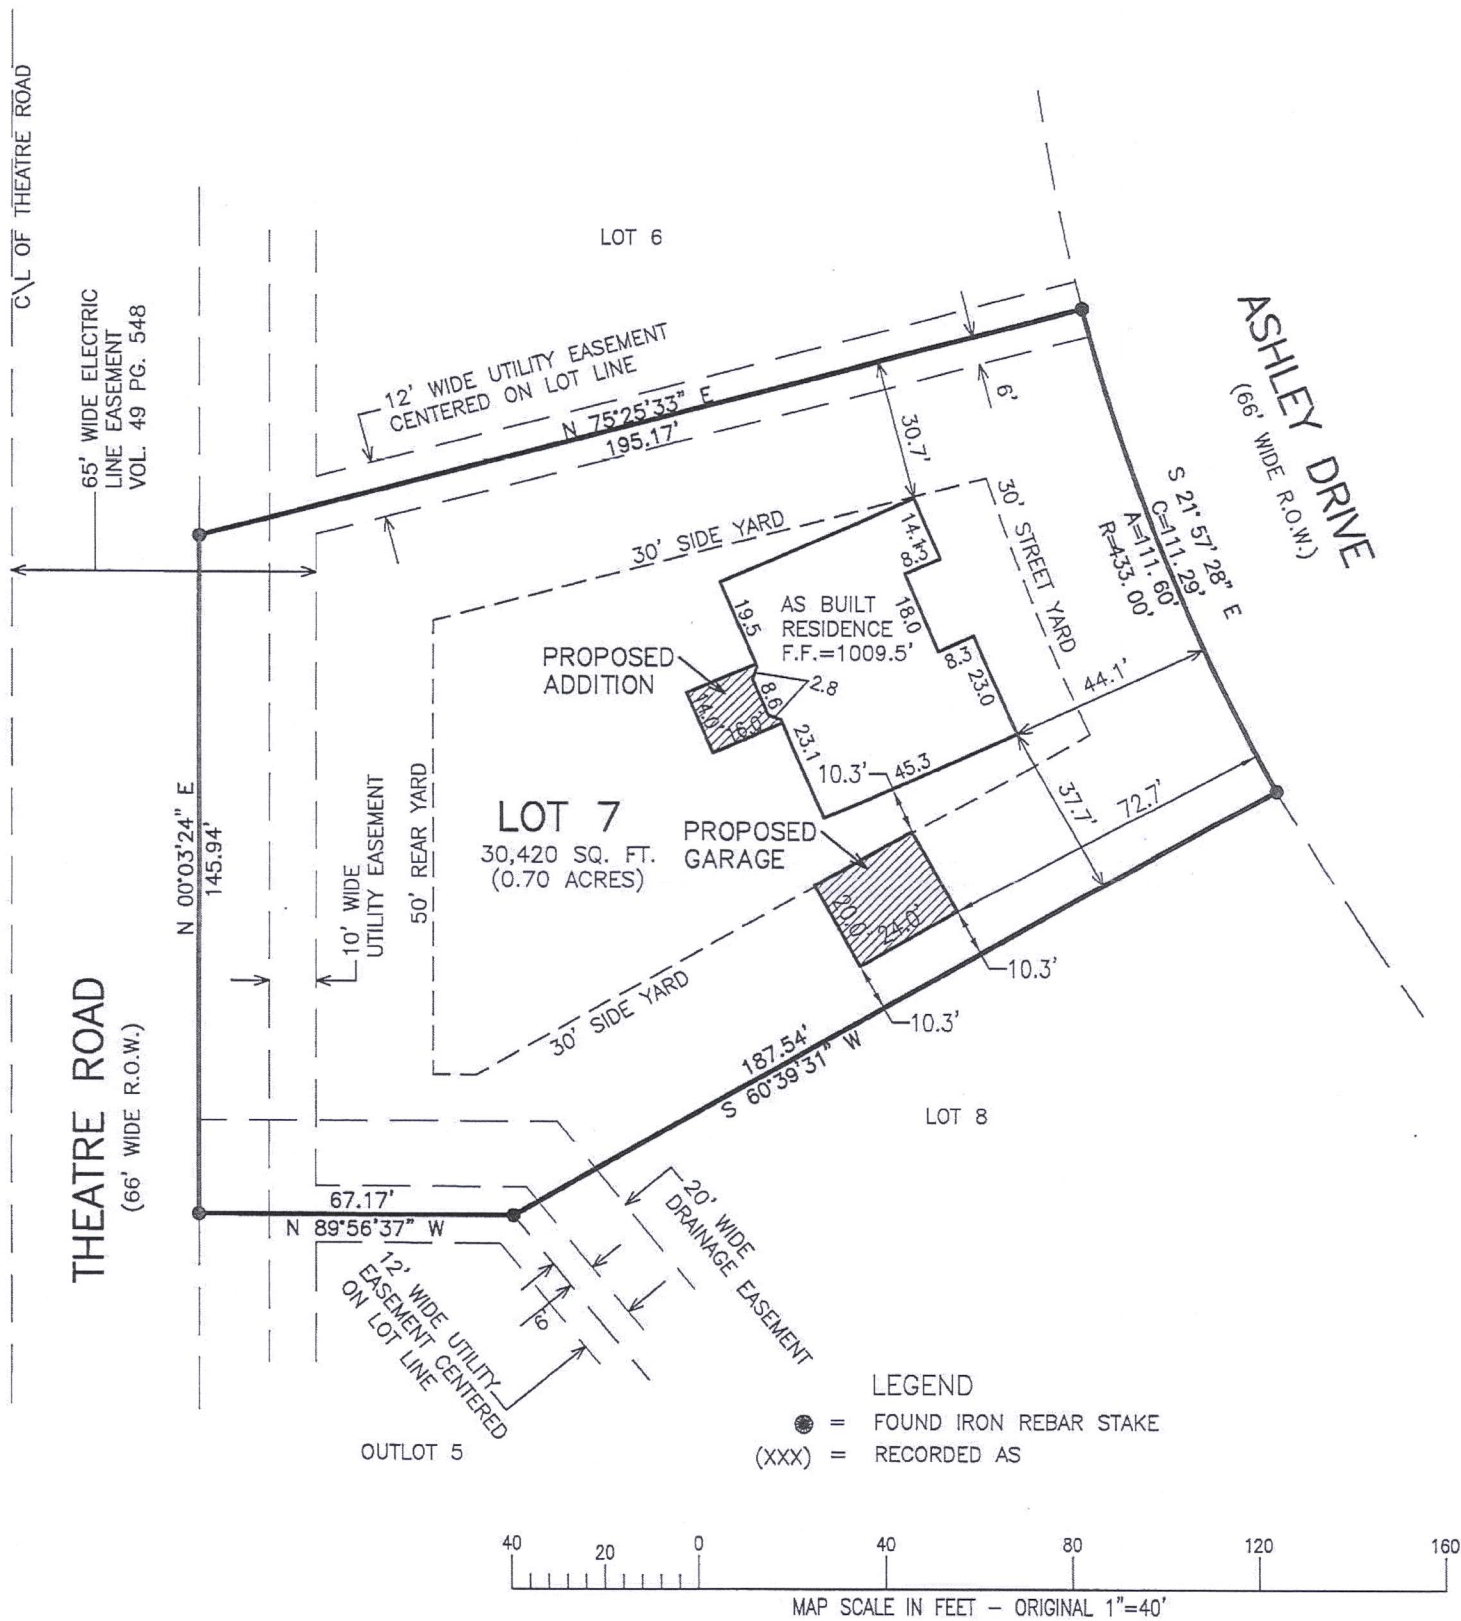 C\L OF THEATRE ROAD
65' WIDE ELECTRIC
LINE EASEMENT
VOL. 49 PG. 548
LOT 6
12' WIDE UTILITY EASEMENT
CENTERED ON LOT LINE
N 75°25'33" E
195.17'
6'
30.7'
ASHLEY DRIVE
(66' WIDE R.O.W.)
S 21°57'28" E
C=111.29'
A=111.60'
R=433.00'
30' SIDE YARD
30' STREET YARD
14.1
8.3
18.0
8.3
23.0
19.5
AS BUILT
RESIDENCE
F.F.=1009.5'
PROPOSED
ADDITION
14.0'
16.6'
8.6
2.8
23.1
45.3
10.3'
44.1'
37.7'
72.7'
N 00°03'24" E
145.94'
10' WIDE
UTILITY EASEMENT
50' REAR YARD
LOT 7
30,420 SQ. FT.
(0.70 ACRES)
PROPOSED
GARAGE
20.0'
24.0'
10.3'
10.3'
30' SIDE YARD
187.54'
S 60°39'31" W
LOT 8
THEATRE ROAD
(66' WIDE R.O.W.)
67.17'
N 89°56'37" W
20' WIDE
DRAINAGE EASEMENT
6'
12' WIDE UTILITY
EASEMENT CENTERED
ON LOT LINE
OUTLOT 5
LEGEND
= FOUND IRON REBAR STAKE
(XXX) = RECORDED AS
40 20 0 40 80 120 160
MAP SCALE IN FEET – ORIGINAL 1"=40'